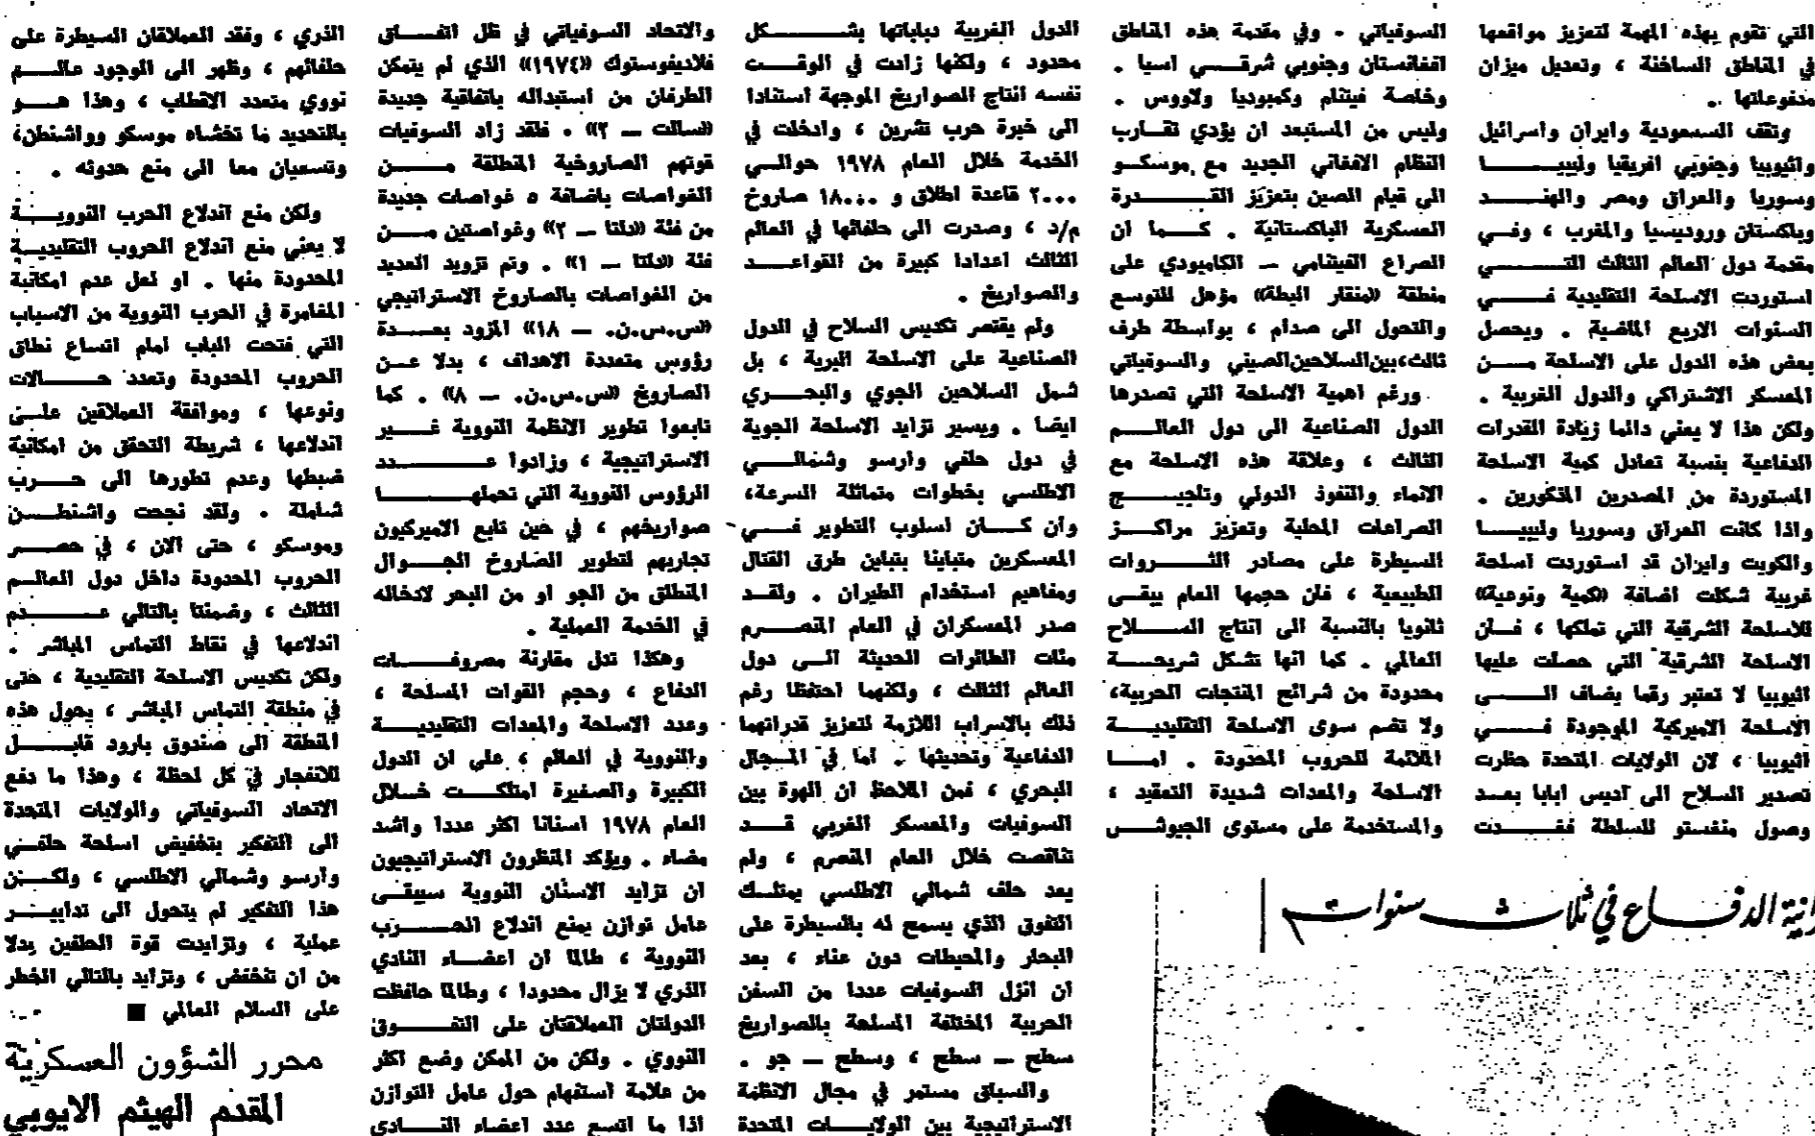 التي تقوم بهذه المهمة لتعزيز مواقعها
في المناطق الساخنة ، وتعديل ميزان
مدفوعاتها .
وتقف السعودية وايران واسرائيل
واثيوبيا وجنوبي افريقيا وليبيا
وسوريا والعراق ومصر والهند
وباكستان وروديسيا والمغرب ، وفي
مقدمة دول العالم الثالث التي
استوردت الاسلحة التقليدية في
السنوات الاربع الماضية . ويحصل
بعض هذه الدول على الاسلحة من
المعسكر الاشتراكي والدول الغربية .
ولكن هذا لا يعني دائما زيادة القدرات
الدفاعية بنسبة تعادل كمية الاسلحة
المستوردة من المصدرين المذكورين .
واذا كانت العراق وسوريا وليبيا
والكويت وايران قد استوردت اسلحة
غربية شكلت اضافة «كمية ونوعية»
للاسلحة الشرقية التي تملكها ، فان
الاسلحة الشرقية التي حصلت عليها
اثيوبيا لا تعتبر رقما يضاف الى
الاسلحة الاميركية الموجودة في
اثيوبيا ، لان الولايات المتحدة حظرت
تصدير السلاح الى اديس ابابا بعد
وصول منغستو للسلطة فقدت
السوفياتي . وفي مقدمة هذه المناطق
افغانستان وجنوبي شرقي اسيا .
وخاصة فيتنام وكمبوديا ولاووس .
وليس من المستبعد ان يؤدي تقارب
النظام الافغاني الجديد مع موسكو
الى قيام الصين بتعزيز القدرة
العسكرية الباكستانية . كما ان
الصراع الفيتنامي – الكامبودي على
منطقة «منقار البطة» مؤهل للتوسع
والتحول الى صدام ، بواسطة طرف
ثالث،بين السلاحين الصيني والسوفياتي
ورغم اهمية الاسلحة التي تصدرها
الدول الصناعية الى دول العالم
الثالث ، وعلاقة هذه الاسلحة مع
الانماء والنفوذ الدولي وتاجيج
الصراعات المحلية وتعزيز مراكز
السيطرة على مصادر الثروات
الطبيعية ، فان حجمها العام يبقى
ثانويا بالنسبة الى انتاج السلاح
العالمي . كما انها تشكل شريحة
محدودة من شرائح المنتجات الحربية،
ولا تضم سوى الاسلحة التقليدية
الملائمة للحروب المحدودة . اما
الاسلحة والمعدات شديدة التعقيد ،
والمستخدمة على مستوى الجيوش
انية الدفاع في ثلاث سنوات
الدول الغربية دباباتها بشكل
محدود ، ولكنها زادت في الوقت
نفسه انتاج الصواريخ الموجهة استنادا
الى خبرة حرب تشرين ، وادخلت في
الخدمة خلال العام ١٩٧٨ حوالي
٢٠٠٠ قاعدة اطلاق و ١٨٠٠٠ صاروخ
م/د ، وصدرت الى حلفائها في العالم
الثالث اعدادا كبيرة من القواعد
والصواريخ .
ولم يقتصر تكديس السلاح في الدول
الصناعية على الاسلحة البرية ، بل
شمل السلاحين الجوي والبحري
ايضا . ويسير تزايد الاسلحة الجوية
في دول حلفي وارسو وشمالي
الاطلسي بخطوات متماثلة السرعة،
وان كان اسلوب التطوير في
المعسكرين متباينا بتباين طرق القتال
ومفاهيم استخدام الطيران . ولقد
صدر المعسكران في العام المنصرم
مئات الطائرات الحديثة الى دول
العالم الثالث ، ولكنهما احتفظا رغم
ذلك بالاسراب اللازمة لتعزيز قدراتهما
الدفاعية وتحديثها . اما في المجال
البحري ، فمن الملاحظ ان الهوة بين
السوفيات والمعسكر الغربي قد
تناقصت خلال العام المنصرم ، ولم
يعد حلف شمالي الاطلسي يمتلك
التفوق الذي يسمح له بالسيطرة على
البحار والمحيطات دون عناء ، بعد
ان انزل السوفيات عددا من السفن
الحربية المختلفة المسلحة بالصواريخ
سطح – سطح ، وسطح – جو .
والسباق مستمر في مجال الانظمة
الاستراتيجية بين الولايات المتحدة
والاتحاد السوفياتي في ظل اتفاق
فلاديفوستوك «١٩٧٤» الذي لم يتمكن
الطرفان من استبداله باتفاقية جديدة
«سالت – ٢» . فلقد زاد السوفيات
قوتهم الصاروخية المنطلقة من
الغواصات باضافة ٥ غواصات جديدة
من فئة «دلتا – ٢» وغواصتين من
فئة «دلتا – ١» . وتم تزويد العديد
من الغواصات بالصاروخ الاستراتيجي
«س.س.ن. – ١٨» المزود بعدة
رؤوس متعددة الاهداف ، بدلا عن
الصاروخ «س.س.ن. – ٨» . كما
تابعوا تطوير الانظمة النووية غير
الاستراتيجية ، وزادوا عدد
الرؤوس النووية التي تحملها
صواريخهم ، في حين تابع الاميركيون
تجاربهم لتطوير الصاروخ الجوال
المنطلق من الجو او من البحر لادخاله
في الخدمة العملية .
وهكذا تدل مقارنة مصروفات
الدفاع ، وحجم القوات المسلحة ،
وعدد الاسلحة والمعدات التقليدية
والنووية في العالم ، على ان الدول
الكبيرة والصغيرة امتلكت خلال
العام ١٩٧٨ اسنانا اكثر عددا واشد
مضاء . ويؤكد المنظرون الاستراتيجيون
ان تزايد الاسنان النووية سيبقى
عامل توازن يمنع اندلاع الحرب
النووية ، طالما ان اعضاء النادي
الذري لا يزال محدودا ، وطالما حافظت
الدولتان العملاقتان على التفوق
النووي . ولكن من الممكن وضع اكثر
من علامة استفهام حول عامل التوازن
اذا ما اتسع عدد اعضاء النادي
الذري ، وفقد العملاقان السيطرة على
حلفائهم ، وظهر الى الوجود عالم
نووي متعدد الاقطاب ، وهذا هو
بالتحديد ما تخشاه موسكو وواشنطن،
وتسعيان معا الى منع حدوثه .
ولكن منع اندلاع الحرب النووية
لا يعني منع اندلاع الحروب التقليدية
المحدودة منها . او لعل عدم امكانية
المغامرة في الحرب النووية من الاسباب
التي فتحت الباب امام اتساع نطاق
الحروب المحدودة وتعدد حالات
ونوعها ، وموافقة العملاقين على
اندلاعها ، شريطة التحقق من امكانية
ضبطها وعدم تطورها الى حرب
شاملة . ولقد نجحت واشنطن
وموسكو ، حتى الان ، في حصر
الحروب المحدودة داخل دول العالم
الثالث ، وضمنتا بالتالي عدم
اندلاعها في نقاط التماس المباشر .
ولكن تكديس الاسلحة التقليدية ، حتى
في منطقة التماس المباشر ، يحول هذه
المنطقة الى صندوق بارود قابل
للانفجار في كل لحظة ، وهذا ما دفع
الاتحاد السوفياتي والولايات المتحدة
الى التفكير بتخفيض اسلحة حلفي
وارسو وشمالي الاطلسي ، ولكن
هذا التفكير لم يتحول الى تدابير
عملية ، وتزايدت قوة الحلفين بدلا
من ان تنخفض ، وتزايد بالتالي الخطر
على السلام العالمي ■
محرر الشؤون العسكرية
المقدم الهيثم الايوبي